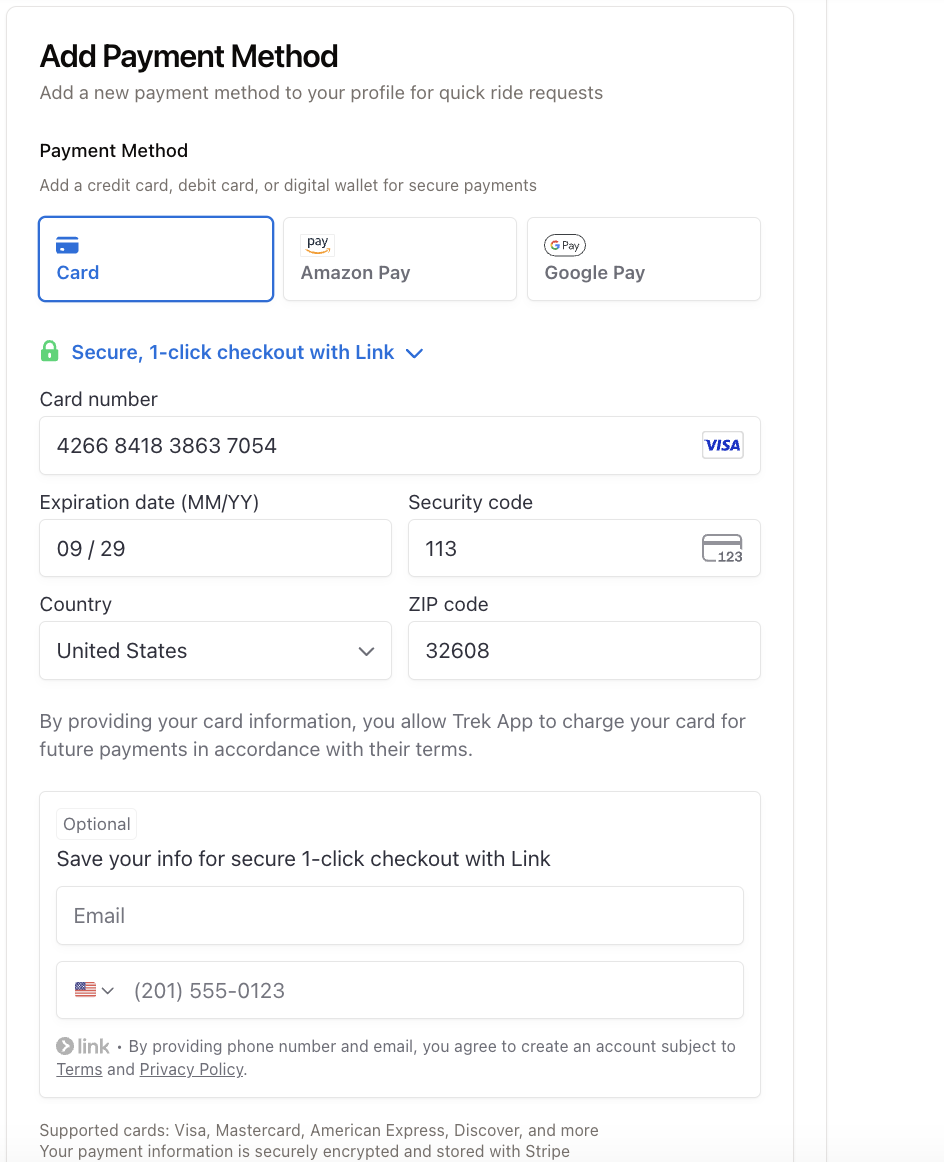 Add Payment Method
Add a new payment method to your profile for quick ride requests
Payment Method
Add a credit card, debit card, or digital wallet for secure payments
Card
pay
Amazon Pay
G Pay
Google Pay
Secure, 1-click checkout with Link
Card number
4266 8418 3863 7054
VISA
Expiration date (MM/YY)
Security code
09 / 29
113
123
Country
ZIP code
United States
32608
By providing your card information, you allow Trek App to charge your card for
future payments in accordance with their terms.
Optional
Save your info for secure 1-click checkout with Link
Email
(201) 555-0123
link • By providing phone number and email, you agree to create an account subject to
Terms and Privacy Policy.
Supported cards: Visa, Mastercard, American Express, Discover, and more
Your payment information is securely encrypted and stored with Stripe